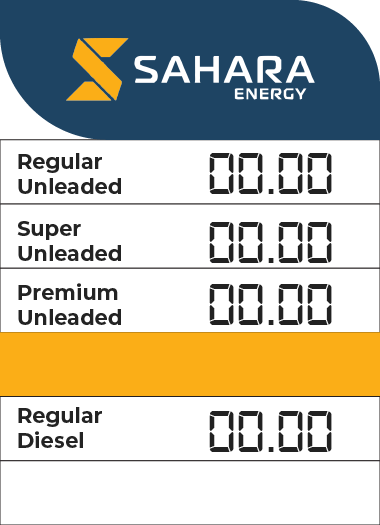 SAHARA
ENERGY
Regular
Unleaded
00.00
Super
Unleaded
00.00
Premium
Unleaded
00.00
Regular
Diesel
00.00